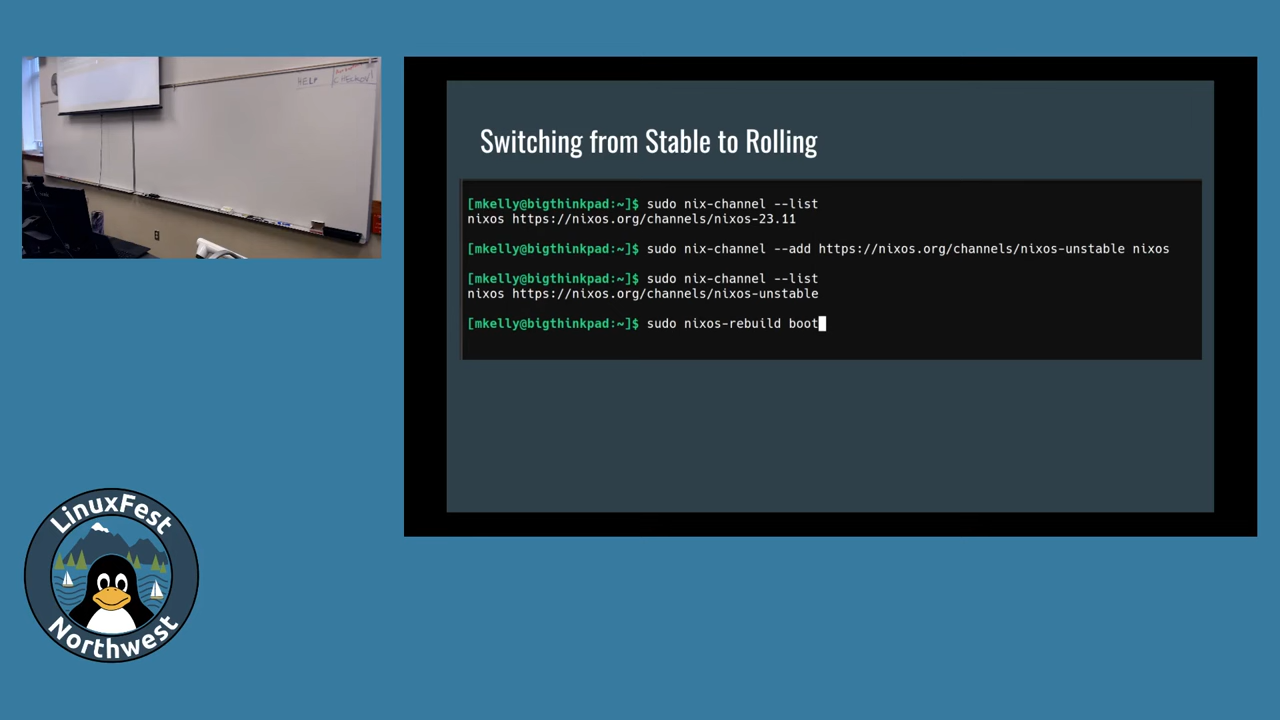 HELP
Switching from Stable to Rolling
[mkelly@bigthinkpad:~]$ sudo nix-channel --list
nixos https://nixos.org/channels/nixos-23.11
[mkelly@bigthinkpad:~]$ sudo nix-channel --add https://nixos.org/channels/nixos-unstable nixos
[mkelly@bigthinkpad:~]$ sudo nix-channel --list
nixos https://nixos.org/channels/nixos-unstable
[mkelly@bigthinkpad:~]$ sudo nixos-rebuild boot
LinuxFest
Northwest